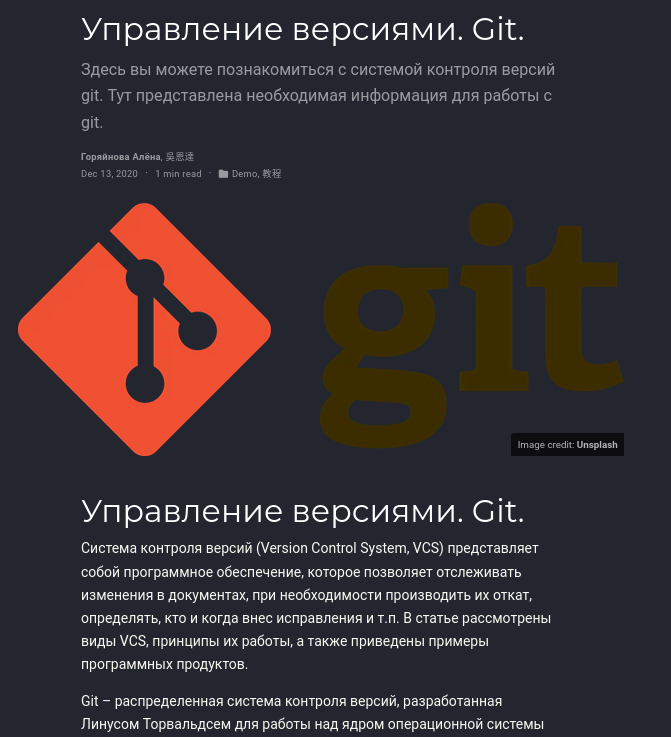 Управление версиями. Git.
Здесь вы можете познакомиться с системой контроля версий
git. Тут представлена необходимая информация для работы с
git.
Горяйнова Алёна, 吳恩達
Dec 13, 2020 · 1 min read · Demo, 教程
git
Image credit: Unsplash
Управление версиями. Git.
Система контроля версий (Version Control System, VCS) представляет
собой программное обеспечение, которое позволяет отслеживать
изменения в документах, при необходимости производить их откат,
определять, кто и когда внес исправления и т.п. В статье рассмотрены
виды VCS, принципы их работы, а также приведены примеры
программных продуктов.
Git – распределенная система контроля версий, разработанная
Линусом Торвальдсем для работы над ядром операционной системы